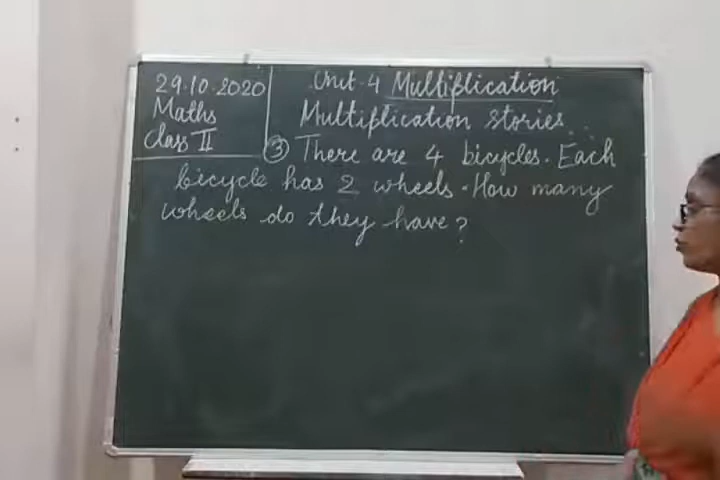 29.10.2020
Maths
Class II
Unit-4 Multiplication
Multiplication stories...
③ There are 4 bicycles. Each
bicycle has 2 wheels. How many
wheels do they have?